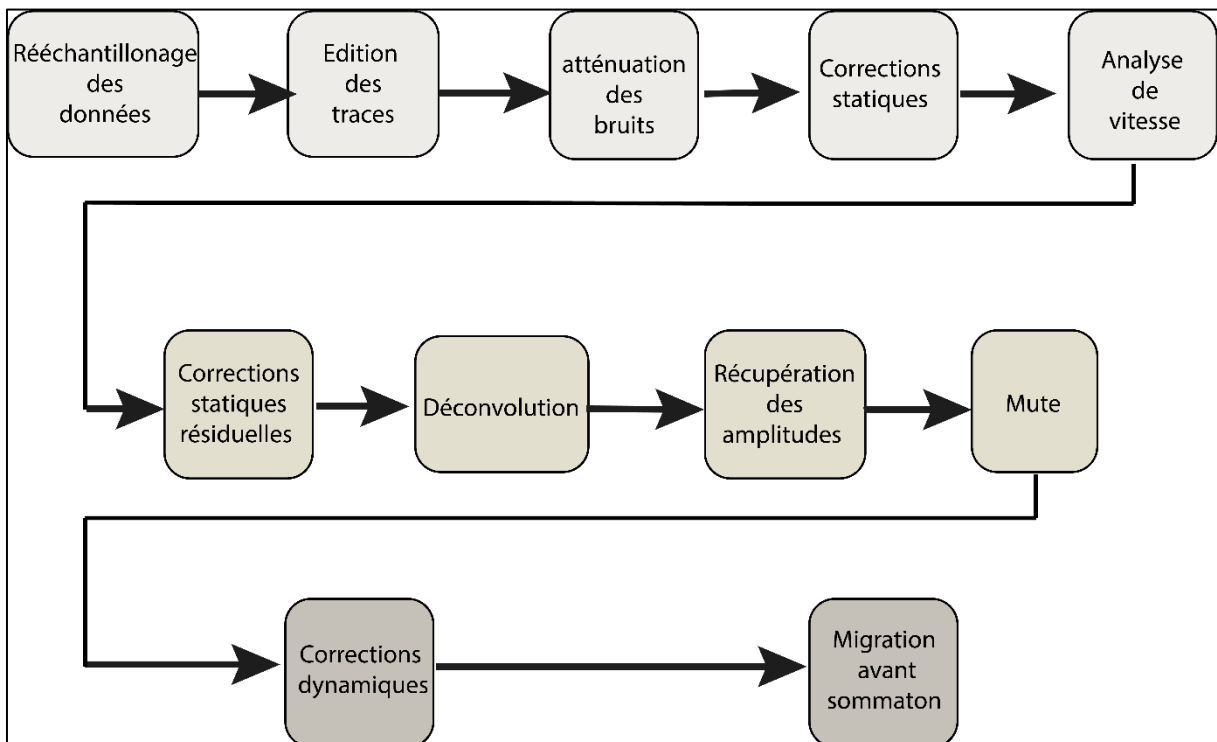 Rééchantillonage
des
données
Edition
des
traces
atténuation
des
bruits
Corrections
statiques
Analyse
de
vitesse
Corrections
statiques
résiduelles
Déconvolution
Récupération
des
amplitudes
Mute
Corrections
dynamiques
Migration
avant
sommaton